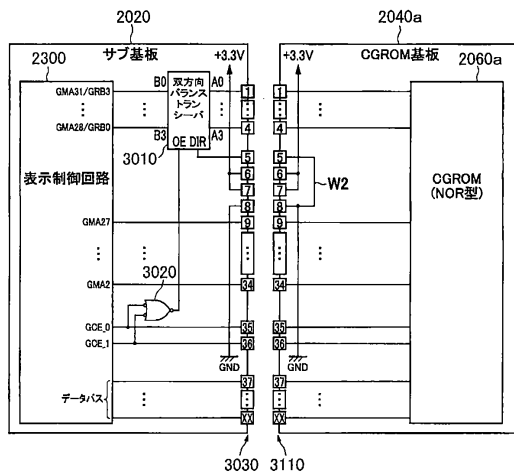 2020
2040a
サブ基板
CGROM基板
2300
2060a
+3.3V
+3.3V
GMA31/GRB3
B0
双方向
バランス
トラン
シーバ
A0
1
1
GMA28/GRB0
B3
A3
4
4
OE DIR
3010
5
5
表示制御回路
6
6
W2
CGROM
(NOR型)
7
7
8
8
GMA27
9
9
GMA2
34
34
3020
GCE_0
35
35
GCE_1
36
36
GND
GND
37
37
データバス
XX
XX
3030
3110